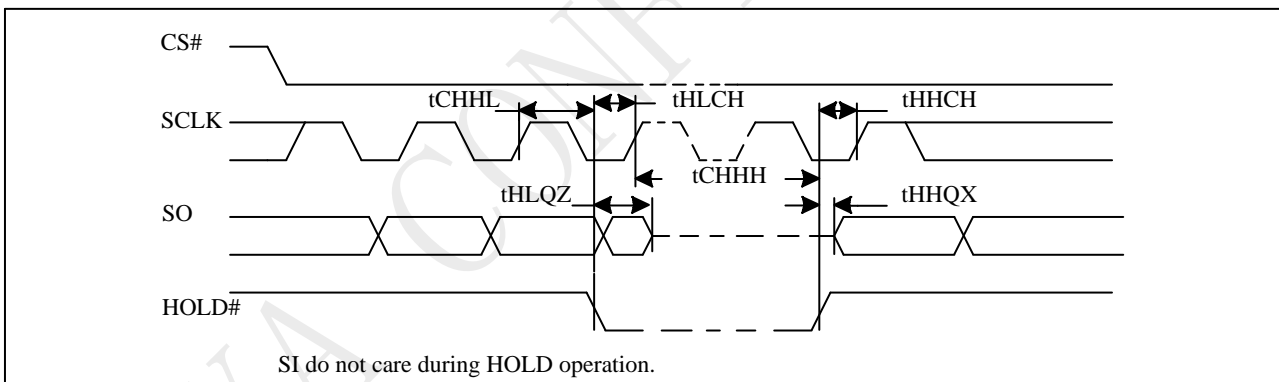 CS#
tCHHL
tHLCH
tHHCH
SCLK
tCHHH
tHLQZ
tHHQX
SO
HOLD#
SI do not care during HOLD operation.